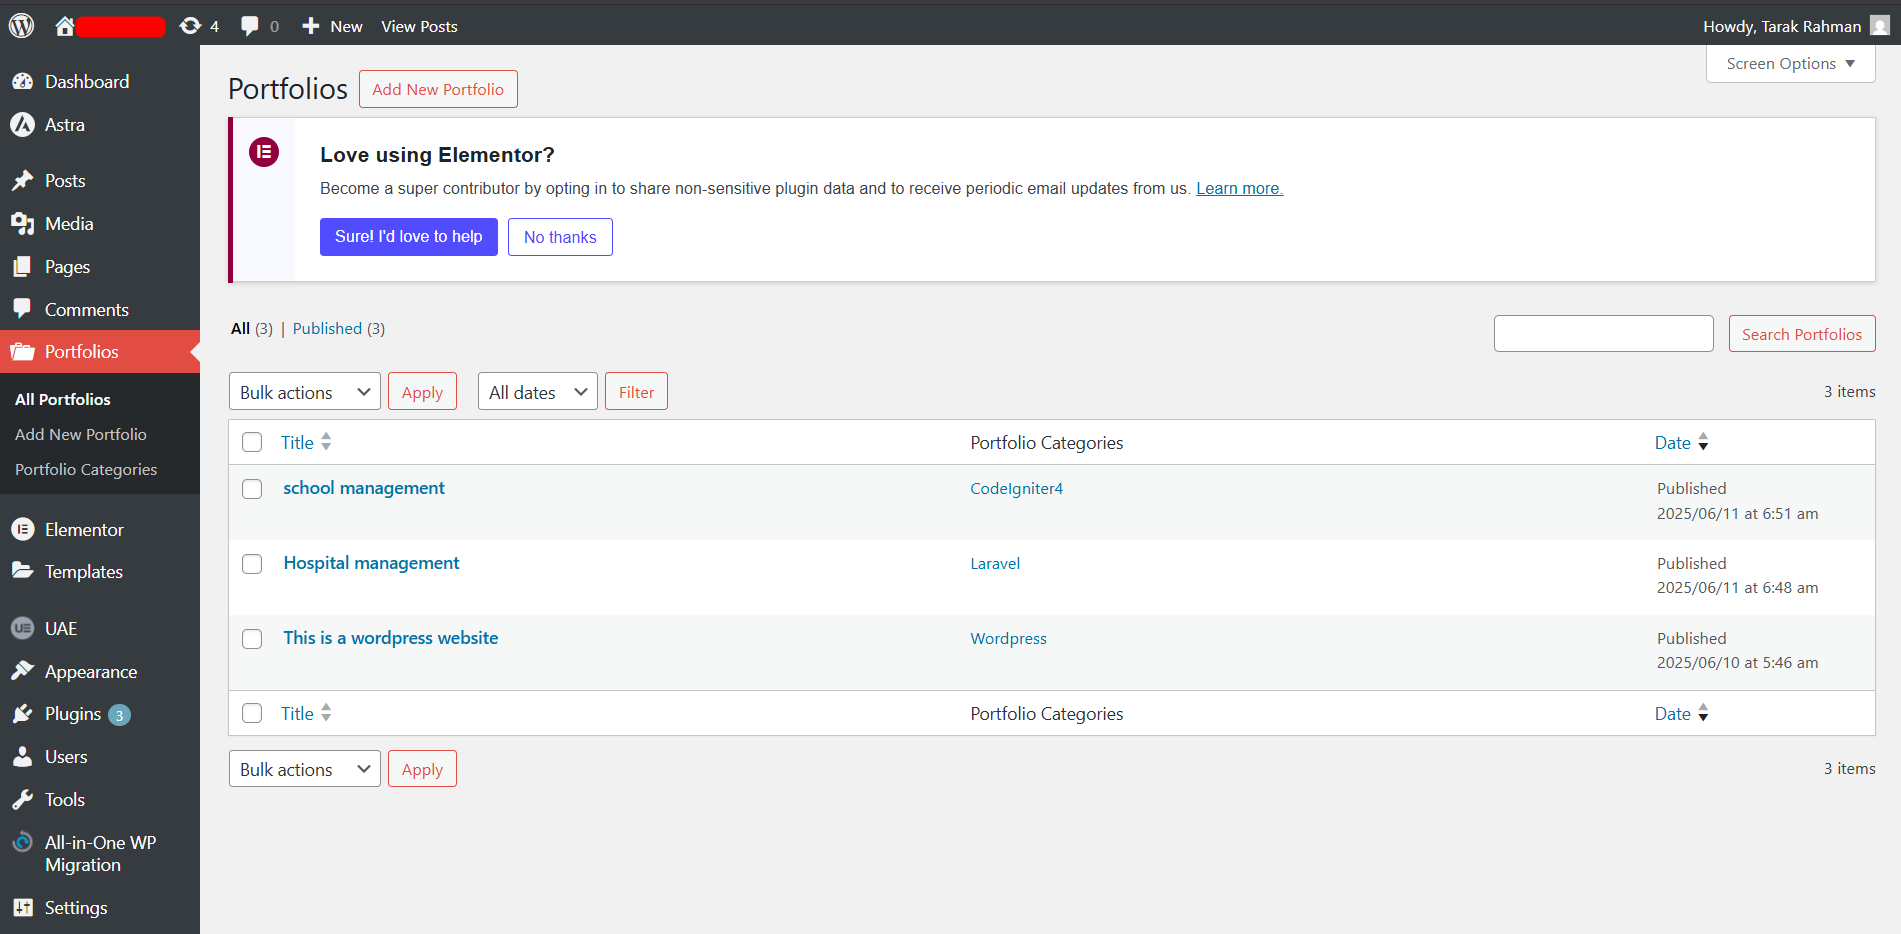 4 0 New View Posts Howdy, Tarak Rahman
Screen Options
Dashboard
Astra
Posts
Media
Pages
Comments
Portfolios
All Portfolios
Add New Portfolio
Portfolio Categories
Elementor
Templates
UAE
Appearance
Plugins 3
Users
Tools
All-in-One WP
Migration
Settings
Portfolios Add New Portfolio
Love using Elementor?
Become a super contributor by opting in to share non-sensitive plugin data and to receive periodic email updates from us. Learn more.
Sure! I'd love to help No thanks
All (3) | Published (3)
Search Portfolios
Bulk actions Apply All dates Filter 3 items
Title Portfolio Categories Date
school management CodeIgniter4 Published
2025/06/11 at 6:51 am
Hospital management Laravel Published
2025/06/11 at 6:48 am
This is a wordpress website Wordpress Published
2025/06/10 at 5:46 am
Title Portfolio Categories Date
Bulk actions Apply 3 items